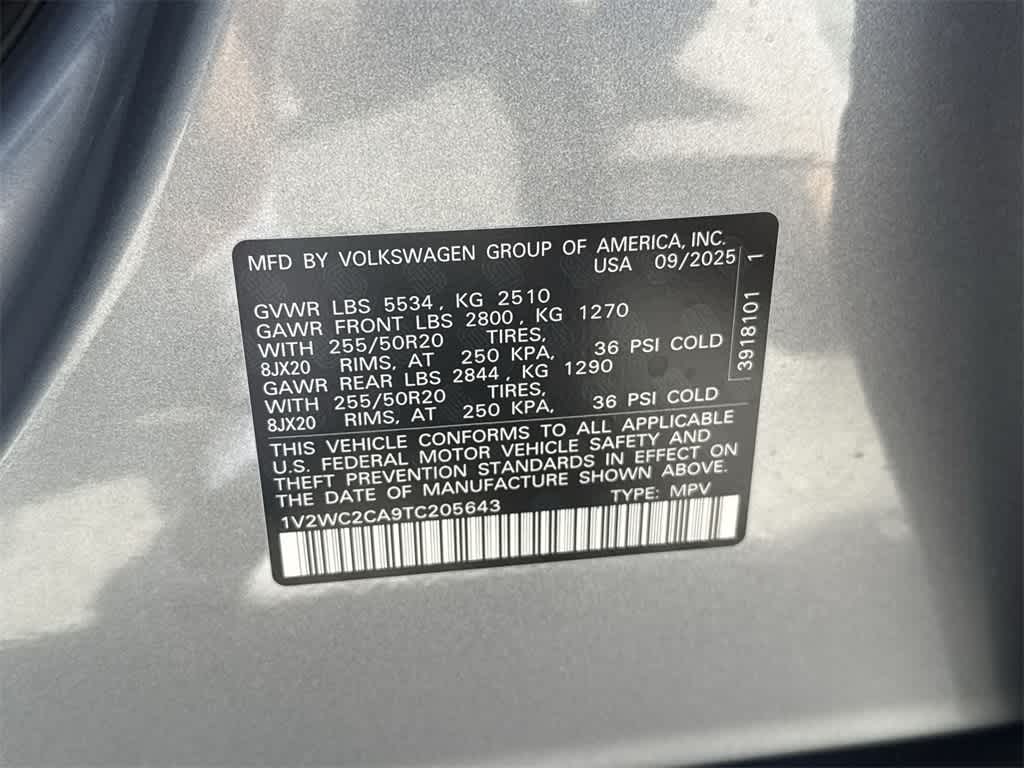 MFD BY VOLKSWAGEN GROUP OF AMERICA, INC.
USA 09/2025
GVWR LBS 5534, KG 2510
GAWR FRONT LBS 2800, KG 1270
WITH 255/50R20 TIRES,
8JX20 RIMS, AT 250 KPA, 36 PSI COLD
GAWR REAR LBS 2844, KG 1290
WITH 255/50R20 TIRES,
8JX20 RIMS, AT 250 KPA, 36 PSI COLD
THIS VEHICLE CONFORMS TO ALL APPLICABLE
U.S. FEDERAL MOTOR VEHICLE SAFETY AND
THEFT PREVENTION STANDARDS IN EFFECT ON
THE DATE OF MANUFACTURE SHOWN ABOVE.
1V2WC2CA9TC205643 TYPE: MPV
3918101 1